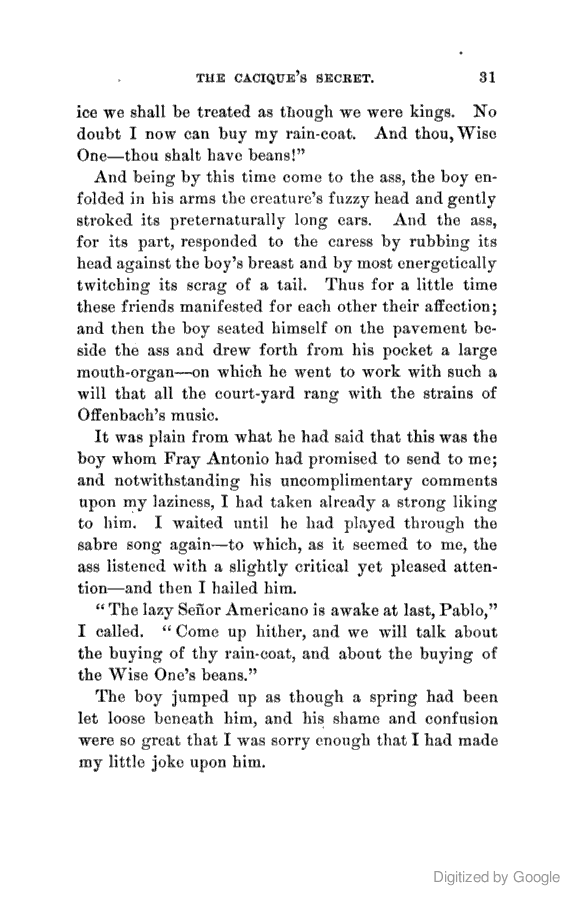 THE CACIQUE'S SECRET. 31
ice we shall be treated as though we were kings. No
doubt I now can buy my rain-coat. And thou, Wise
One—thou shalt have beans!”
And being by this time come to the ass, the boy en-
folded in his arms the creature's fuzzy head and gently
stroked its preternaturally long ears. And the ass,
for its part, responded to the caress by rubbing its
head against the boy's breast and by most energetically
twitching its scrag of a tail. Thus for a little time
these friends manifested for each other their affection;
and then the boy seated himself on the pavement be-
side the ass and drew forth from his pocket a large
mouth-organ—on which he went to work with such a
will that all the court-yard rang with the strains of
Offenbach's music.
It was plain from what he had said that this was the
boy whom Fray Antonio had promised to send to me;
and notwithstanding his uncomplimentary comments
upon my laziness, I had taken already a strong liking
to him. I waited until he had played through the
sabre song again—to which, as it seemed to me, the
ass listened with a slightly critical yet pleased atten-
tion—and then I hailed him.
“The lazy Señor Americano is awake at last, Pablo,”
I called. “Come up hither, and we will talk about
the buying of thy rain-coat, and about the buying of
the Wise One's beans.”
The boy jumped up as though a spring had been
let loose beneath him, and his shame and confusion
were so great that I was sorry enough that I had made
my little joke upon him.
Digitized by Google